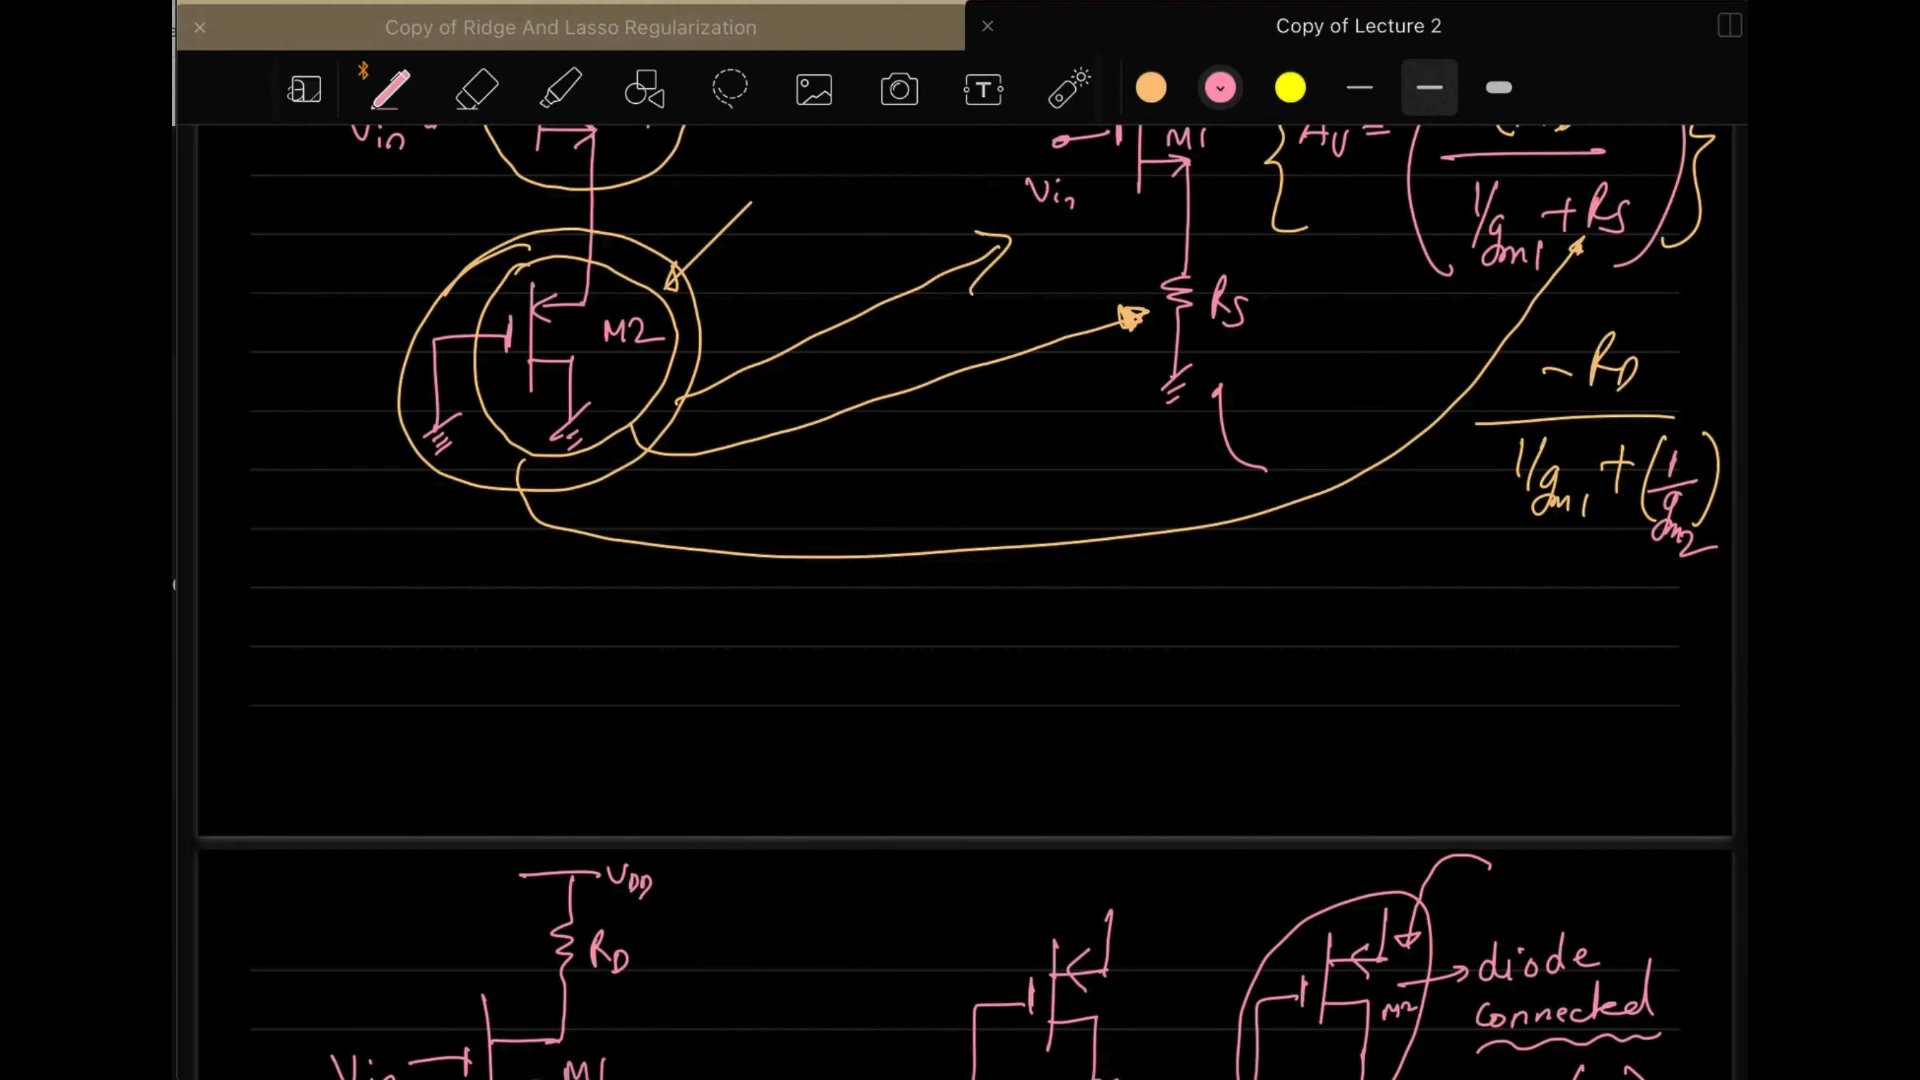 Copy of Ridge And Lasso Regularization
Copy of Lecture 2
Vin
M1
Vin
AV =
1/gm1 + RS
M2
RS
- RD
1/gm1 + (1/gm2)
VDD
RD
Vin
M1
M2
diode
connected